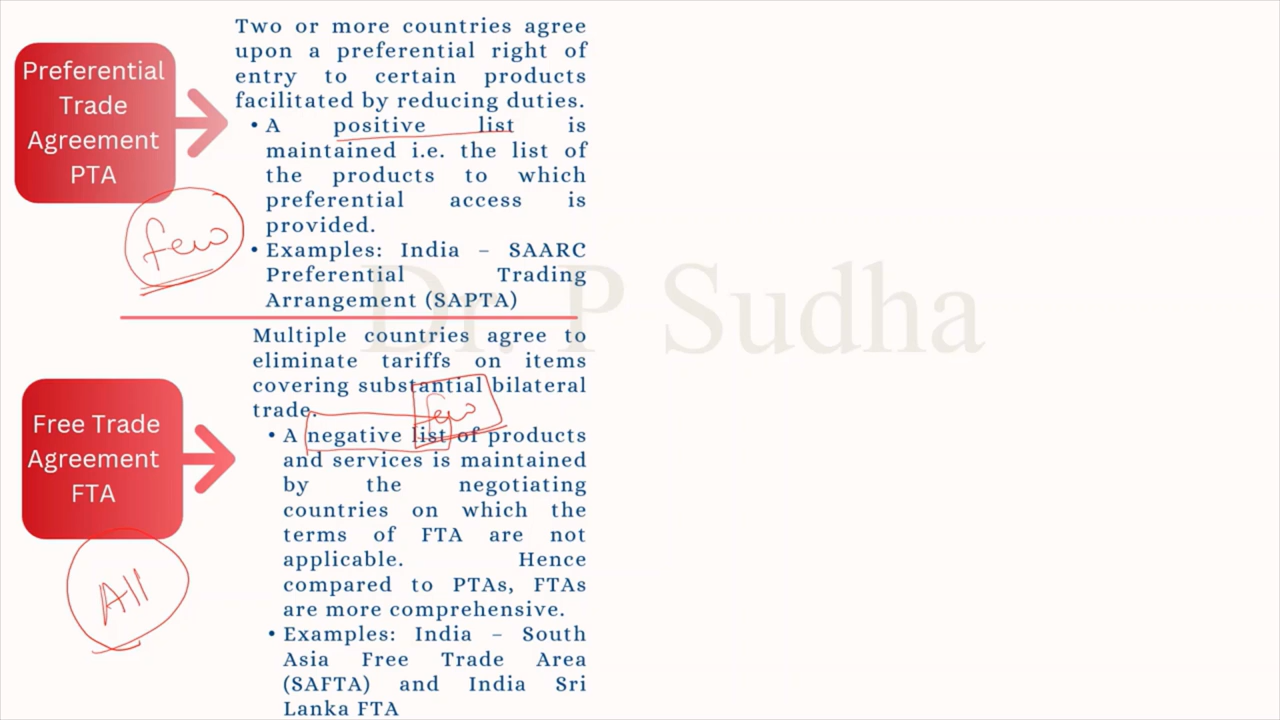 Preferential
Trade
Agreement
PTA
Two or more countries agree
upon a preferential right of
entry to certain products
facilitated by reducing duties.
• A positive list is
maintained i.e. the list of
the products to which
preferential access is
provided.
• Examples: India – SAARC
Preferential Trading
Arrangement (SAPTA)
few
Dr. P Sudha
Free Trade
Agreement
FTA
Multiple countries agree to
eliminate tariffs on items
covering substantial bilateral
trade.
few
• A negative list of products
and services is maintained
by the negotiating
countries on which the
terms of FTA are not
applicable. Hence
compared to PTAs, FTAs
are more comprehensive.
• Examples: India – South
Asia Free Trade Area
(SAFTA) and India Sri
Lanka FTA
All